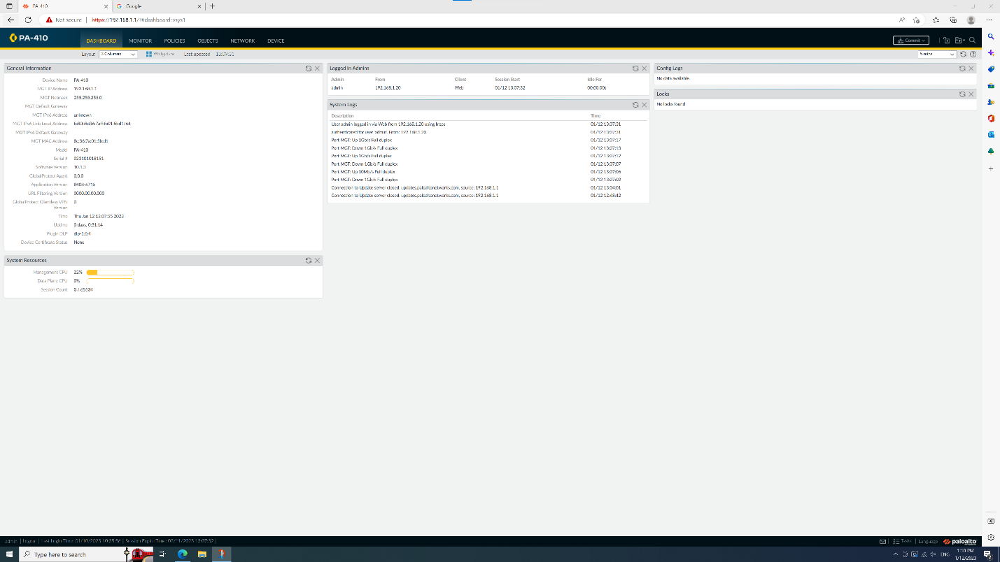 PA-410
Google
Not secure
https://192.168.1.1/?#dashboard::vsys1
PA-410
DASHBOARD MONITOR POLICIES OBJECTS NETWORK DEVICE
Commit
Layout 3 Columns Widgets Last updated 13:09:31
5 mins
General Information
Device Name PA-410
MGT IP Address 192.168.1.1
MGT Netmask 255.255.255.0
MGT Default Gateway
MGT IPv6 Address unknown
MGT IPv6 Link Local Address fe80::8e36:7aff:fe01:5bd1/64
MGT IPv6 Default Gateway
MGT MAC Address 8c:36:7a:01:5b:d1
Model PA-410
Serial # 023101018151
Software Version 10.1.3
GlobalProtect Agent 0.0.0
Application Version 8408-6715
URL Filtering Version 0000.00.00.000
GlobalProtect Clientless VPN Version 0
Time Thu Jan 12 13:07:55 2023
Uptime 0 days, 0:51:14
Plugin DLP dlp-1.0.4
Device Certificate Status None
System Resources
Management CPU 22%
Data Plane CPU 0%
Session Count 0 / 65534
Logged In Admins
Admin From Client Session Start Idle For
admin 192.168.1.20 Web 01/12 13:07:32 00:00:00s
System Logs
Description Time
User admin logged in via Web from 192.168.1.20 using https 01/12 13:07:31
authenticated for user 'admin'. From: 192.168.1.20. 01/12 13:07:31
Port MGT: Up 1Gb/s Full duplex 01/12 13:07:17
Port MGT: Down 1Gb/s Full duplex 01/12 13:07:13
Port MGT: Up 1Gb/s Full duplex 01/12 13:07:12
Port MGT: Down 1Gb/s Full duplex 01/12 13:07:07
Port MGT: Up 10Mb/s Full duplex 01/12 13:07:06
Port MGT: Down 1Gb/s Full duplex 01/12 13:07:02
Connection to Update server closed: updates.paloaltonetworks.com, source: 192.168.1.1 01/12 13:04:01
Connection to Update server closed: updates.paloaltonetworks.com, source: 192.168.1.1 01/12 12:48:42
Config Logs
No data available.
Locks
No locks found
admin | Logout | Last Login Time: 01/10/2023 10:35:56 | Session Expire Time: 02/11/2023 13:07:32 |
Tasks | Language paloalto
Type here to search
ENG
1:10 PM
1/12/2023
2